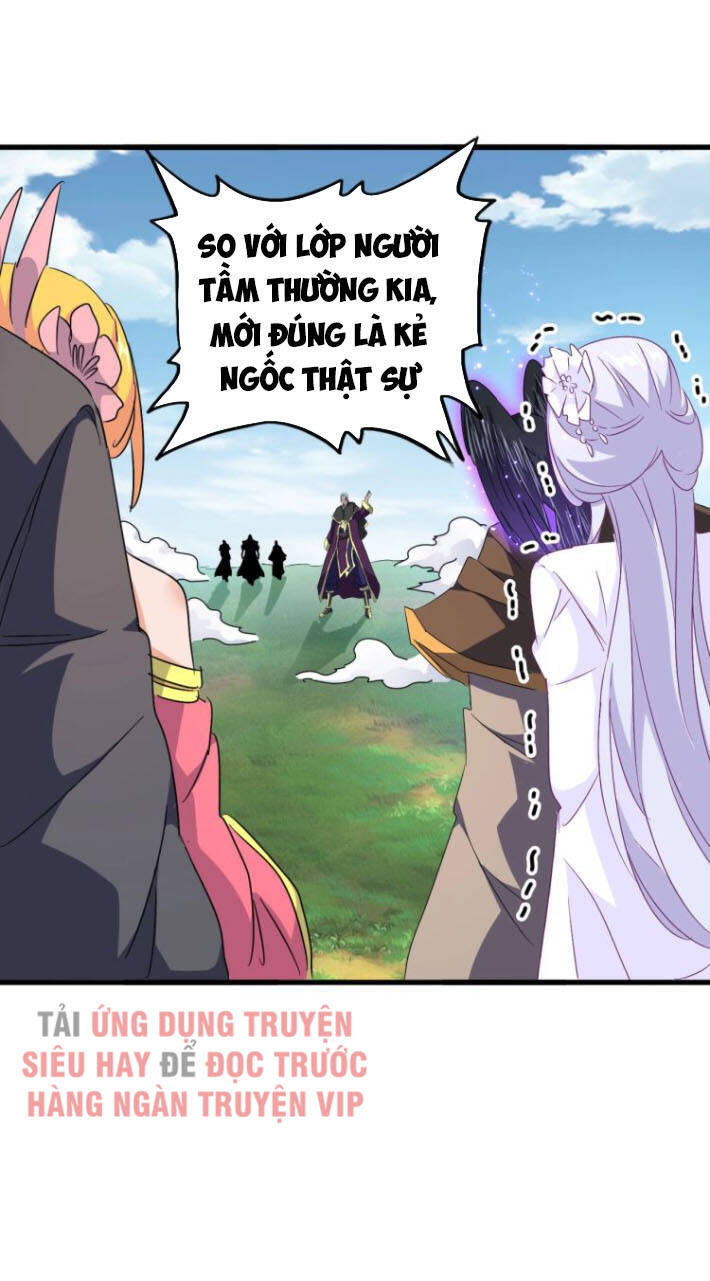 SO VỚI LỚP NGƯỜI
TẦM THƯỜNG KIA,
MỚI ĐÚNG LÀ KẺ
NGỐC THẬT SỰ
TẢI ỨNG DỤNG TRUYỆN
SIÊU HAY ĐỂ ĐỌC TRƯỚC
HÀNG NGÀN TRUYỆN VIP